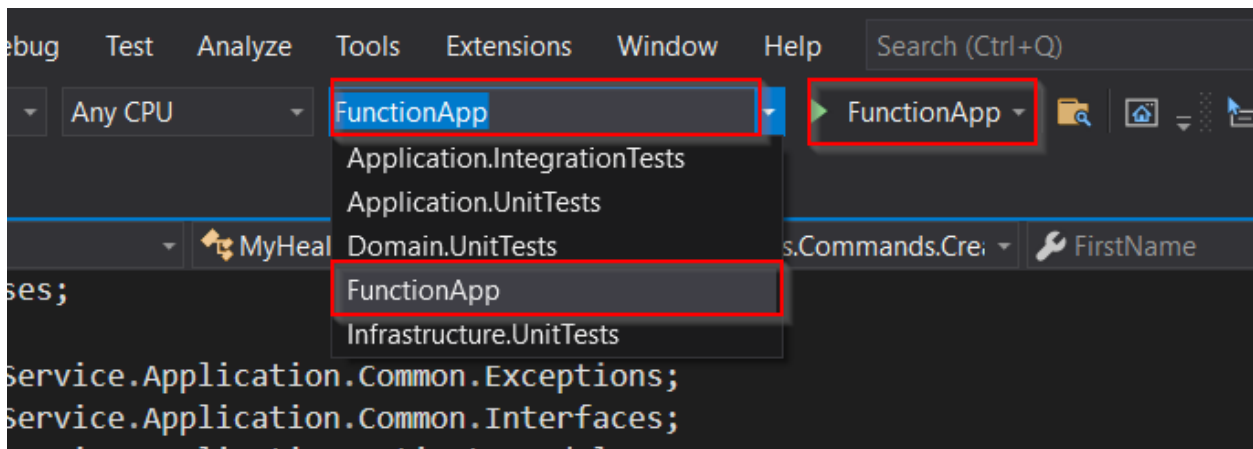 ebug Test Analyze Tools Extensions Window Help Search (Ctrl+Q)
Any CPU FunctionApp FunctionApp
Application.IntegrationTests
Application.UnitTests
MyHeal Domain.UnitTests s.Commands.Cre FirstName
ses; FunctionApp
Infrastructure.UnitTests
Service.Application.Common.Exceptions;
Service.Application.Common.Interfaces;